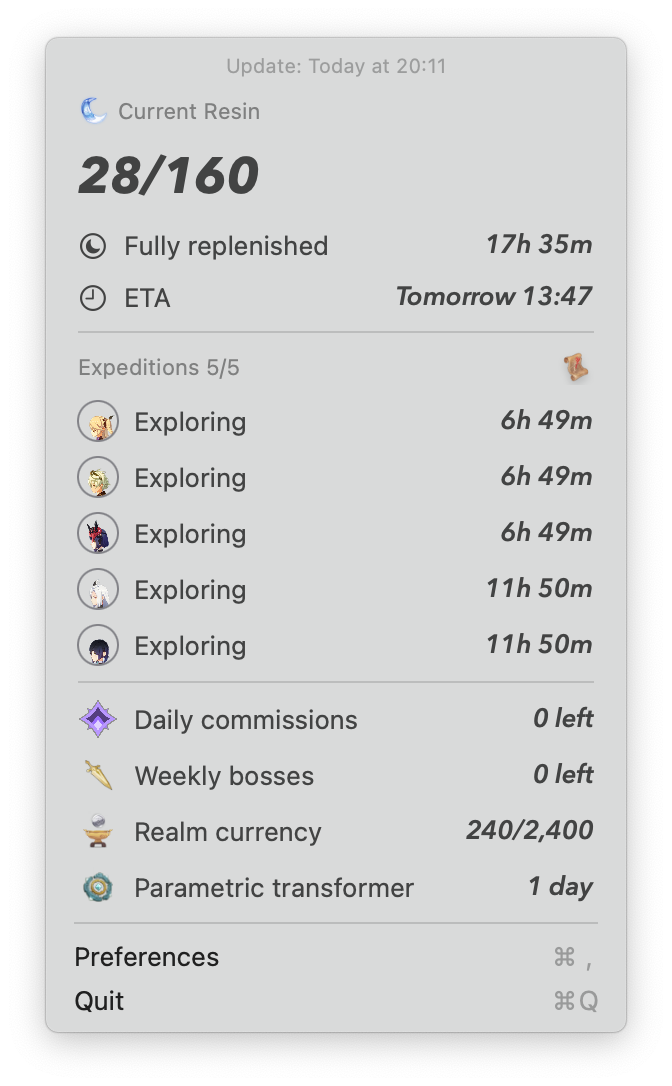 Update: Today at 20:11
Current Resin
28/160
Fully replenished 17h 35m
ETA Tomorrow 13:47
Expeditions 5/5
Exploring 6h 49m
Exploring 6h 49m
Exploring 6h 49m
Exploring 11h 50m
Exploring 11h 50m
Daily commissions 0 left
Weekly bosses 0 left
Realm currency 240/2,400
Parametric transformer 1 day
Preferences ⌘ ,
Quit ⌘Q